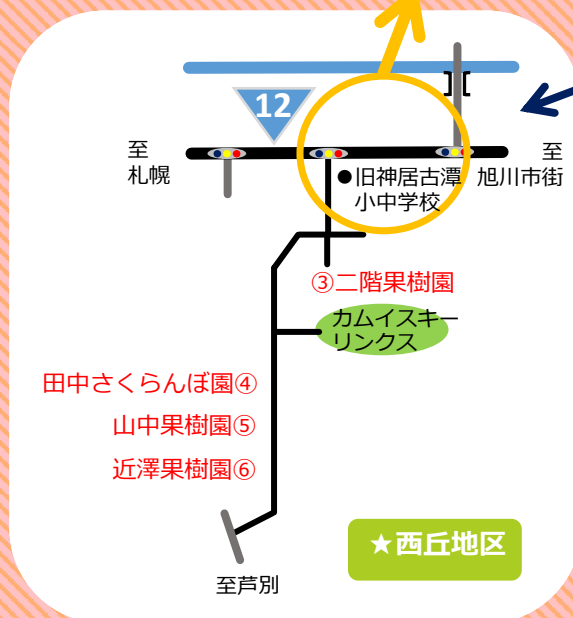 12
至
札幌
至
旭川市街
●旧神居古潭
小中学校
③二階果樹園
カムイスキー
リンクス
田中さくらんぼ園④
山中果樹園⑤
近澤果樹園⑥
★西丘地区
至芦別